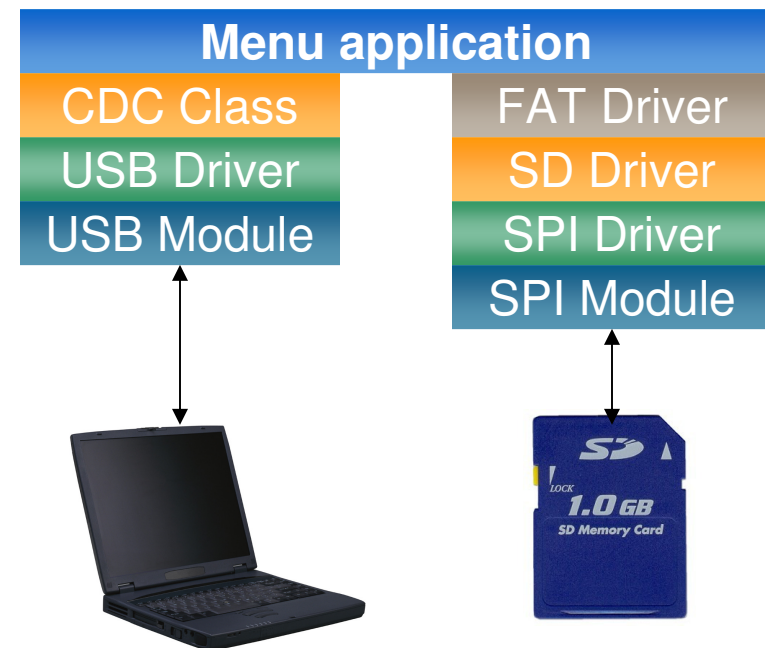 Menu application
CDC Class
USB Driver
USB Module
FAT Driver
SD Driver
SPI Driver
SPI Module
SD
LOCK
1.0 GB
SD Memory Card